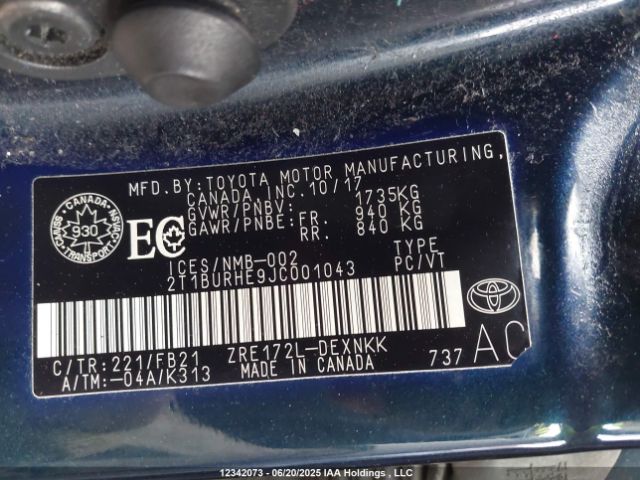 MFD.BY:TOYOTA MOTOR MANUFACTURING,
CANADA, INC. 10/17
GVWR/PNBV: 1735KG
GAWR/PNBE: FR. 940 KG
RR. 840 KG
CANADA
930
TRANSPORT
EC
ICES/NMB-002 TYPE
2T1BURHE9JC001043 PC/VT
C/TR:221/FB21 ZRE172L-DEXNKK
A/TM:-04A/K313 MADE IN CANADA
737 AC
12342073 - 06/20/2025 IAA Holdings , LLC